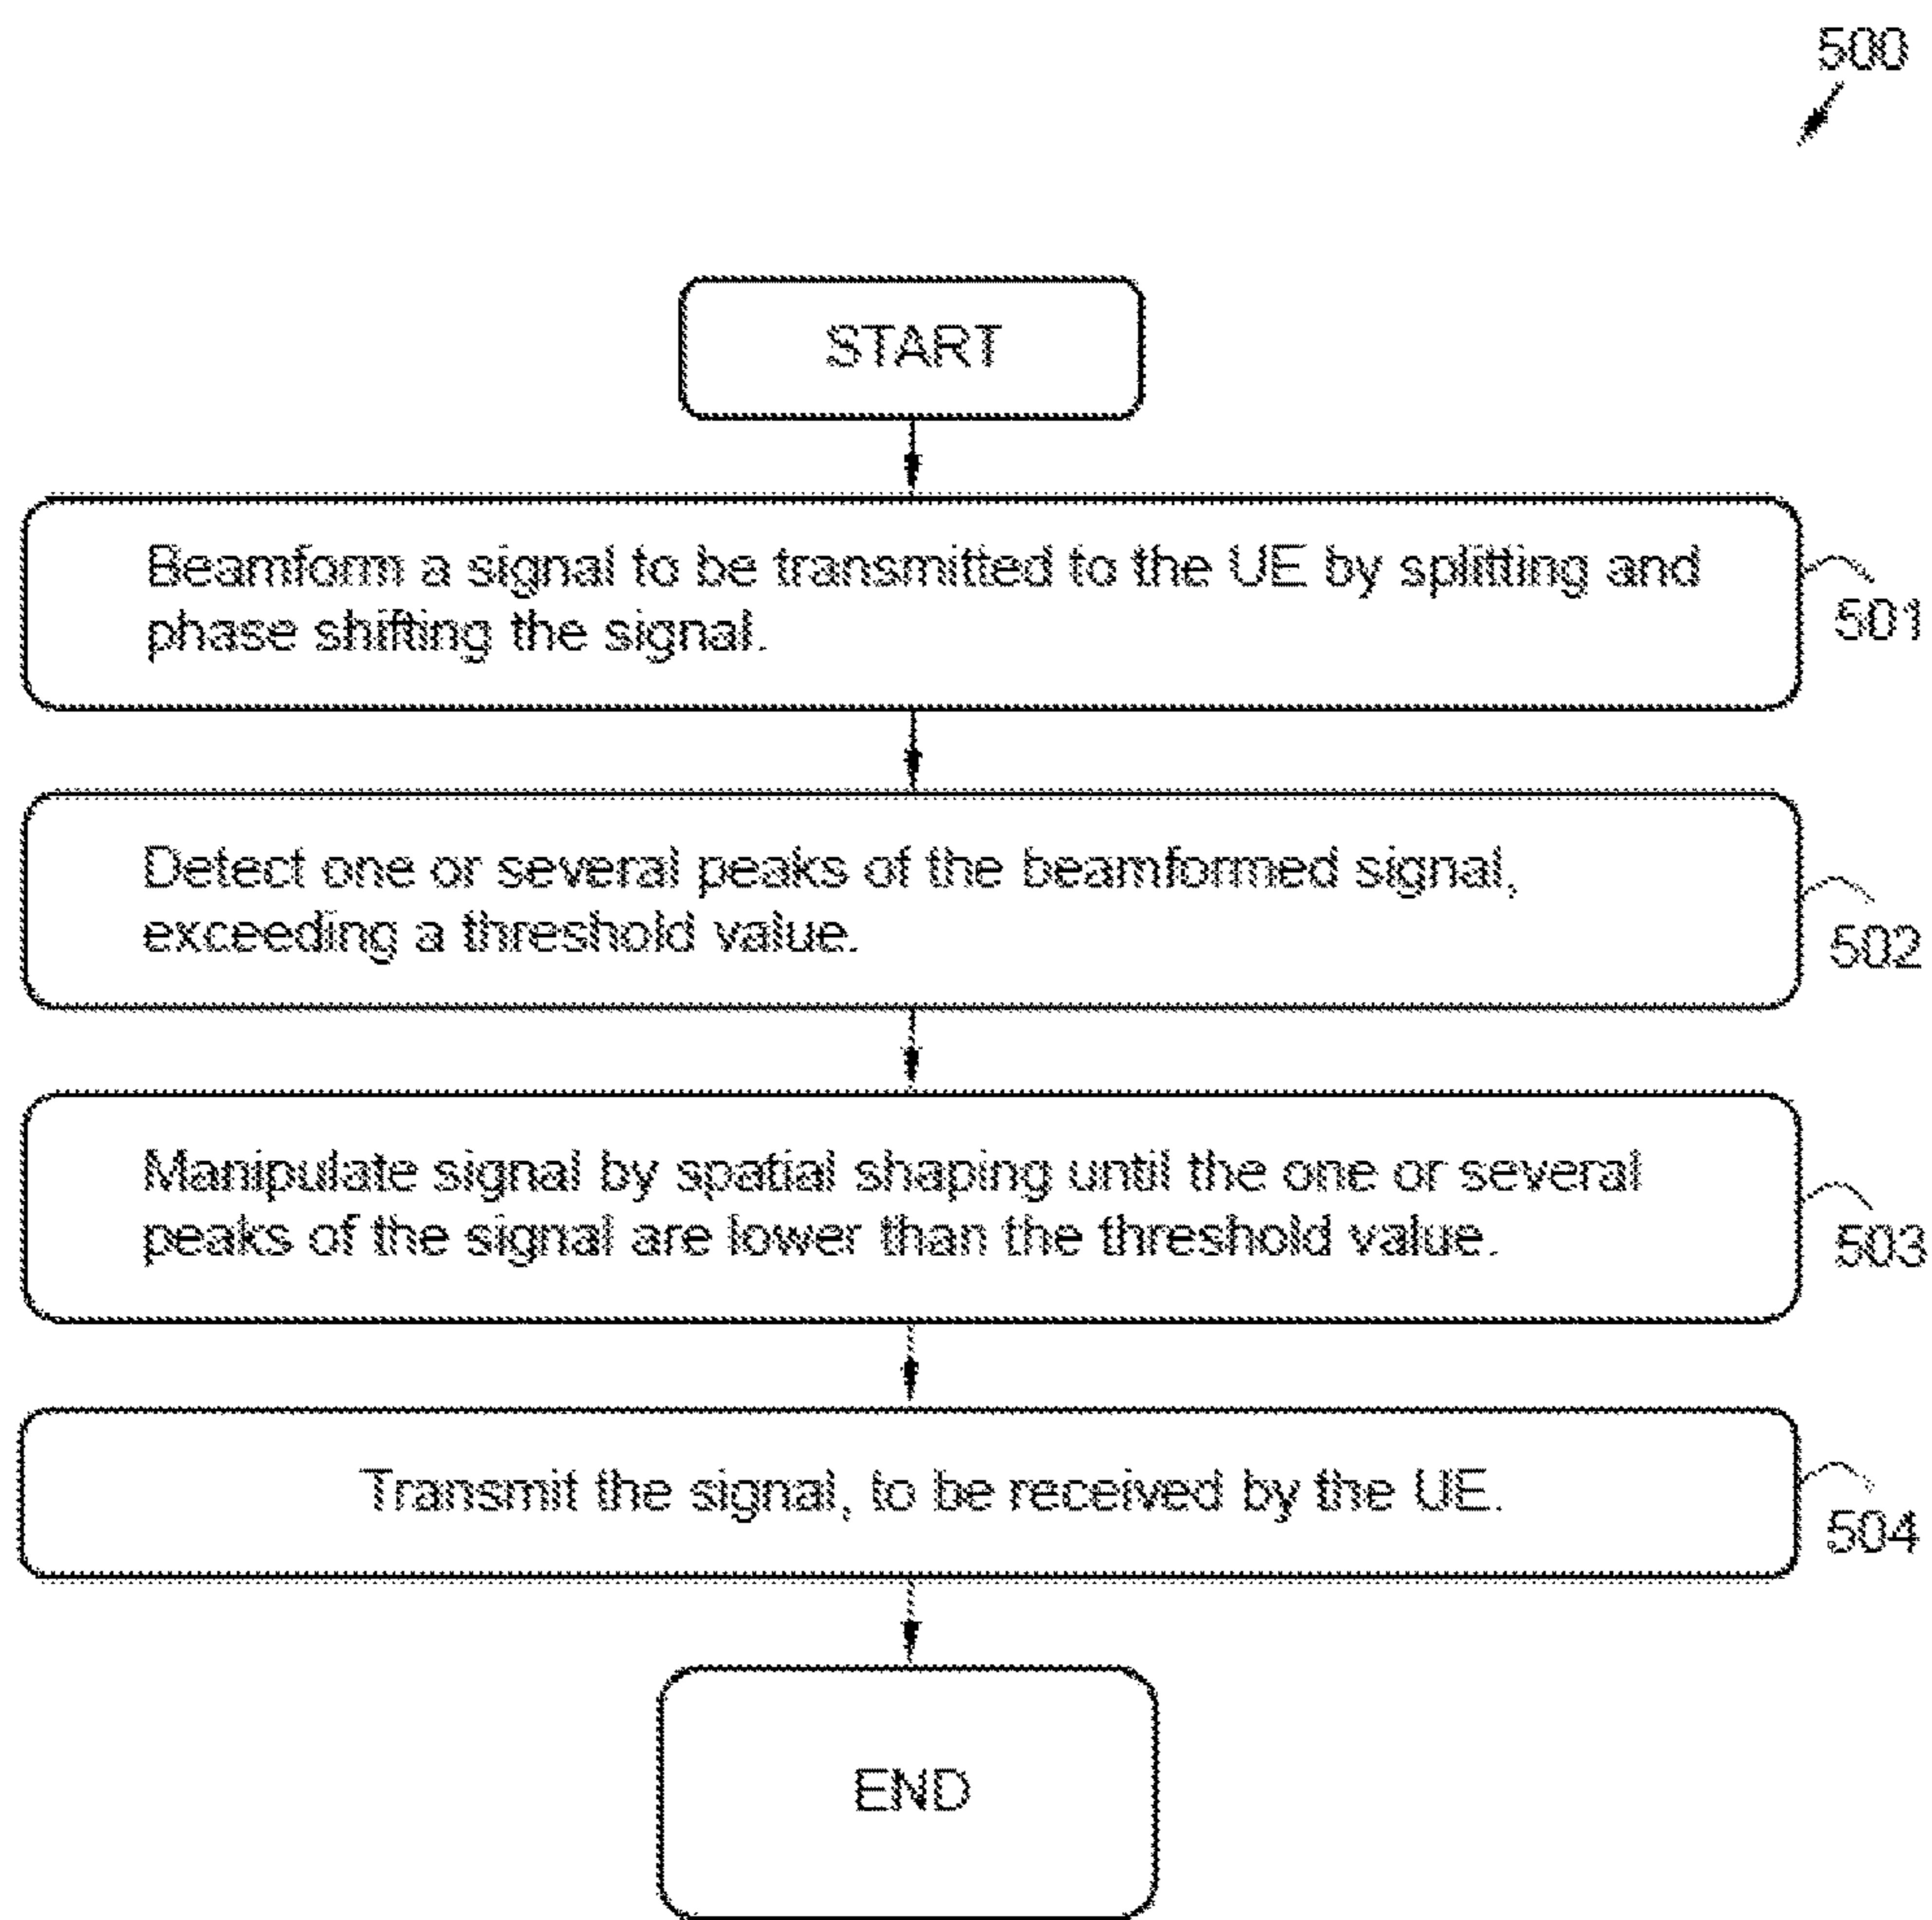 500
START
Beamform a signal to be transmitted to the UE by splitting and
phase shifting the signal.
501
Detect one or several peaks of the beamformed signal,
exceeding a threshold value.
502
Manipulate signal by spatial shaping until the one or several
peaks of the signal are lower than the threshold value.
503
Transmit the signal, to be received by the UE.
504
END